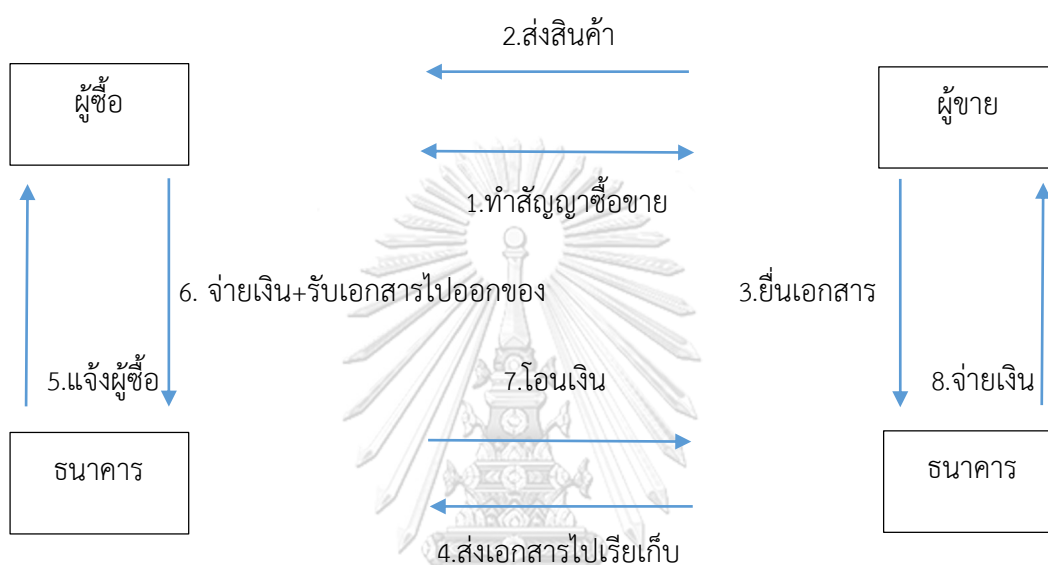 2.ส่งสินค้า
ผู้ซื้อ
ผู้ขาย
1.ทำสัญญาซื้อขาย
6. จ่ายเงิน+รับเอกสารไปออกของ
3.ยื่นเอกสาร
5.แจ้งผู้ซื้อ
7.โอนเงิน
8.จ่ายเงิน
ธนาคาร
ธนาคาร
4.ส่งเอกสารไปเรียเก็บ